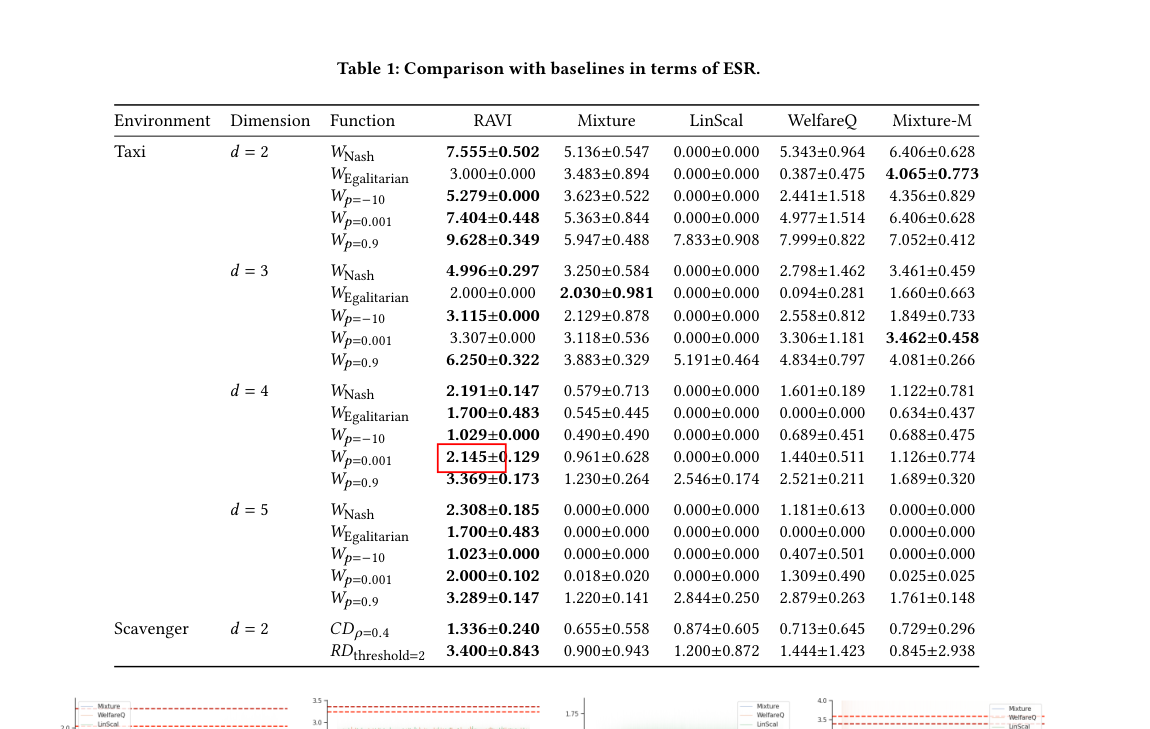 Table 1: Comparison with baselines in terms of ESR.
Environment Dimension Function RAVI Mixture LinScal WelfareQ Mixture-M
Taxi d = 2 W_Nash 7.555±0.502 5.136±0.547 0.000±0.000 5.343±0.964 6.406±0.628
W_Egalitarian 3.000±0.000 3.483±0.894 0.000±0.000 0.387±0.475 4.065±0.773
W_p=−10 5.279±0.000 3.623±0.522 0.000±0.000 2.441±1.518 4.356±0.829
W_p=0.001 7.404±0.448 5.363±0.844 0.000±0.000 4.977±1.514 6.406±0.628
W_p=0.9 9.628±0.349 5.947±0.488 7.833±0.908 7.999±0.822 7.052±0.412
d = 3 W_Nash 4.996±0.297 3.250±0.584 0.000±0.000 2.798±1.462 3.461±0.459
W_Egalitarian 2.000±0.000 2.030±0.981 0.000±0.000 0.094±0.281 1.660±0.663
W_p=−10 3.115±0.000 2.129±0.878 0.000±0.000 2.558±0.812 1.849±0.733
W_p=0.001 3.307±0.000 3.118±0.536 0.000±0.000 3.306±1.181 3.462±0.458
W_p=0.9 6.250±0.322 3.883±0.329 5.191±0.464 4.834±0.797 4.081±0.266
d = 4 W_Nash 2.191±0.147 0.579±0.713 0.000±0.000 1.601±0.189 1.122±0.781
W_Egalitarian 1.700±0.483 0.545±0.445 0.000±0.000 0.000±0.000 0.634±0.437
W_p=−10 1.029±0.000 0.490±0.490 0.000±0.000 0.689±0.451 0.688±0.475
W_p=0.001 2.145±0.129 0.961±0.628 0.000±0.000 1.440±0.511 1.126±0.774
W_p=0.9 3.369±0.173 1.230±0.264 2.546±0.174 2.521±0.211 1.689±0.320
d = 5 W_Nash 2.308±0.185 0.000±0.000 0.000±0.000 1.181±0.613 0.000±0.000
W_Egalitarian 1.700±0.483 0.000±0.000 0.000±0.000 0.000±0.000 0.000±0.000
W_p=−10 1.023±0.000 0.000±0.000 0.000±0.000 0.407±0.501 0.000±0.000
W_p=0.001 2.000±0.102 0.018±0.020 0.000±0.000 1.309±0.490 0.025±0.025
W_p=0.9 3.289±0.147 1.220±0.141 2.844±0.250 2.879±0.263 1.761±0.148
Scavenger d = 2 CD_ρ=0.4 1.336±0.240 0.655±0.558 0.874±0.605 0.713±0.645 0.729±0.296
RD_threshold=2 3.400±0.843 0.900±0.943 1.200±0.872 1.444±1.423 0.845±2.938
Mixture
WelfareQ
LinScal
2.0
3.5
3.0
1.75
Mixture
WelfareQ
LinScal
4.0
3.5
Mixture
WelfareQ
LinScal